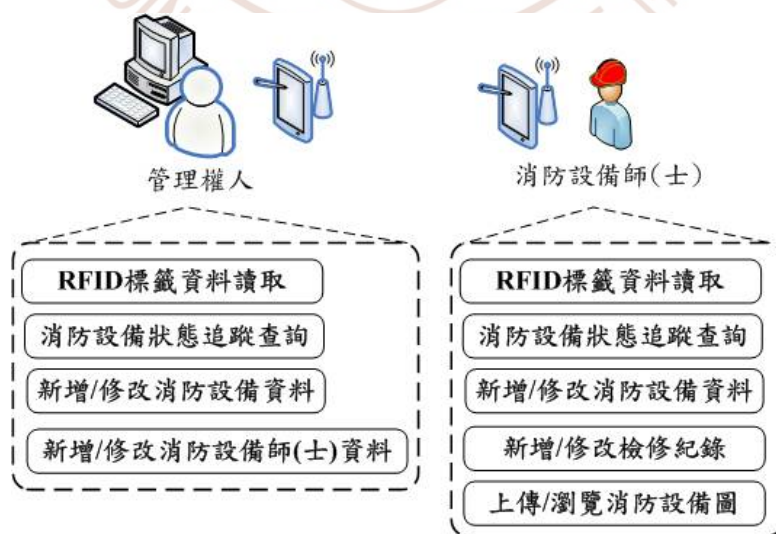 管理權人
RFID標籤資料讀取
消防設備狀態追蹤查詢
新增/修改消防設備資料
新增/修改消防設備師(士)資料
消防設備師(士)
RFID標籤資料讀取
消防設備狀態追蹤查詢
新增/修改消防設備資料
新增/修改檢修紀錄
上傳/瀏覽消防設備圖